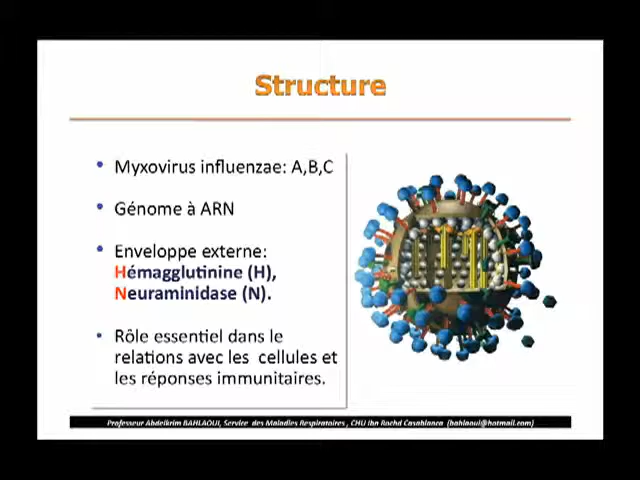 Structure
• Myxovirus influenzae: A,B,C
• Génome à ARN
• Enveloppe externe:
Hémagglutinine (H),
Neuraminidase (N).
• Rôle essentiel dans le
relations avec les cellules et
les réponses immunitaires.
Professeur Abdelkrim BAHLAOUI, Service des Maladies Respiratoires , CHU Ibn Rochd Casablanca (bahlaoui@hotmail.com)